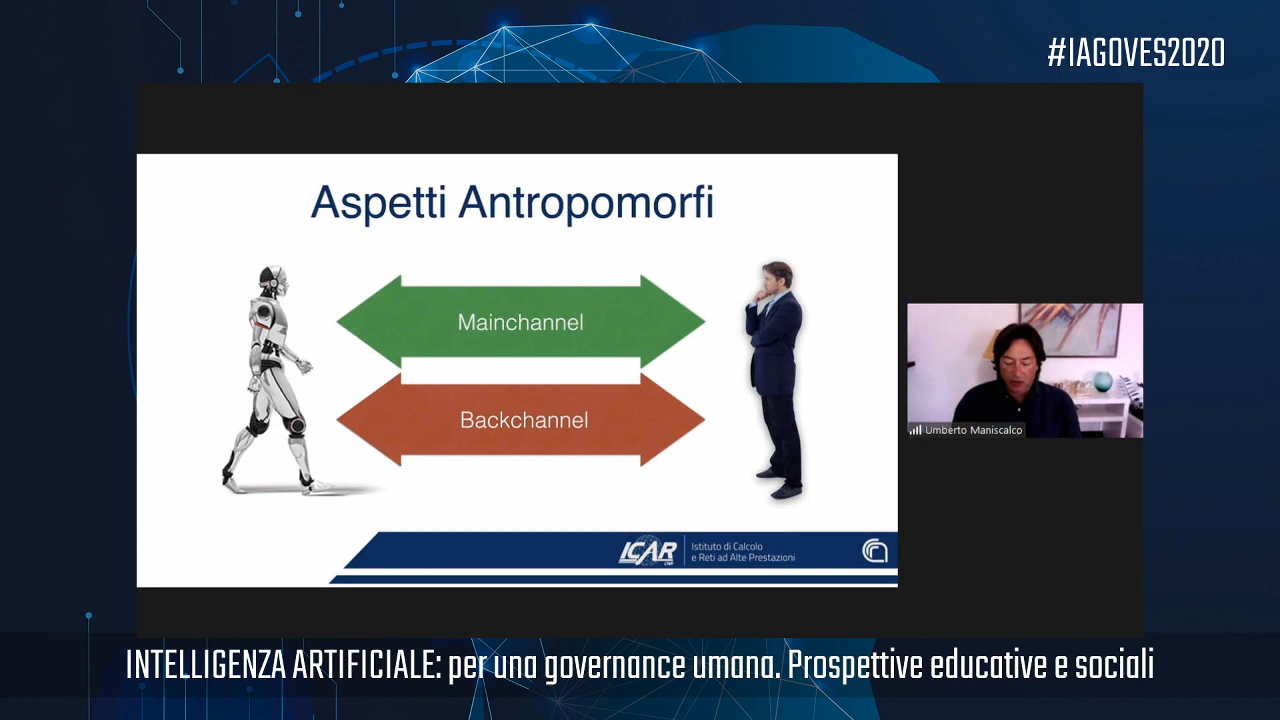 #IAGOVES2020
Aspetti Antropomorfi
Mainchannel
Backchannel
Umberto Maniscalco
ICAR
CNR
Istituto di Calcolo
e Reti ad Alte Prestazioni
INTELLIGENZA ARTIFICIALE: per una governance umana. Prospettive educative e sociali